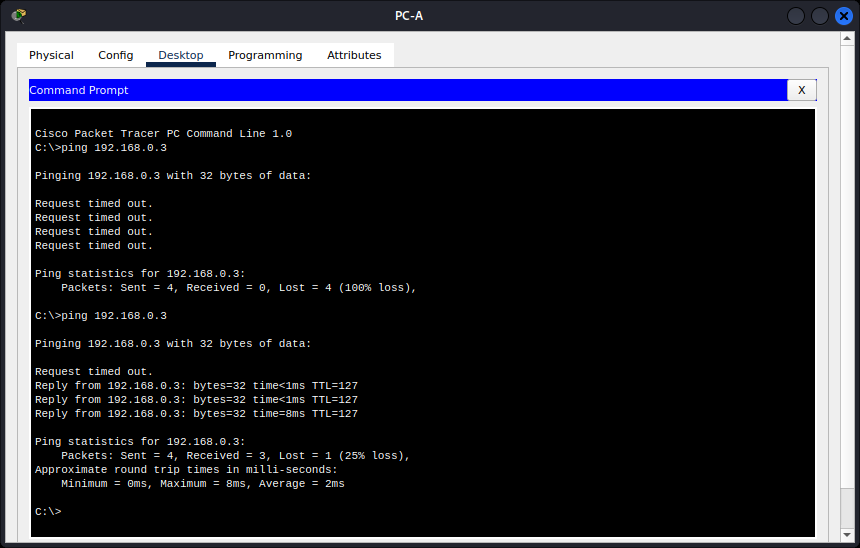 PC-A
Physical Config Desktop Programming Attributes
Command Prompt X
Cisco Packet Tracer PC Command Line 1.0
C:\>ping 192.168.0.3
Pinging 192.168.0.3 with 32 bytes of data:
Request timed out.
Request timed out.
Request timed out.
Request timed out.
Ping statistics for 192.168.0.3:
    Packets: Sent = 4, Received = 0, Lost = 4 (100% loss),
C:\>ping 192.168.0.3
Pinging 192.168.0.3 with 32 bytes of data:
Request timed out.
Reply from 192.168.0.3: bytes=32 time<1ms TTL=127
Reply from 192.168.0.3: bytes=32 time<1ms TTL=127
Reply from 192.168.0.3: bytes=32 time=8ms TTL=127
Ping statistics for 192.168.0.3:
    Packets: Sent = 4, Received = 3, Lost = 1 (25% loss),
Approximate round trip times in milli-seconds:
    Minimum = 0ms, Maximum = 8ms, Average = 2ms
C:\>